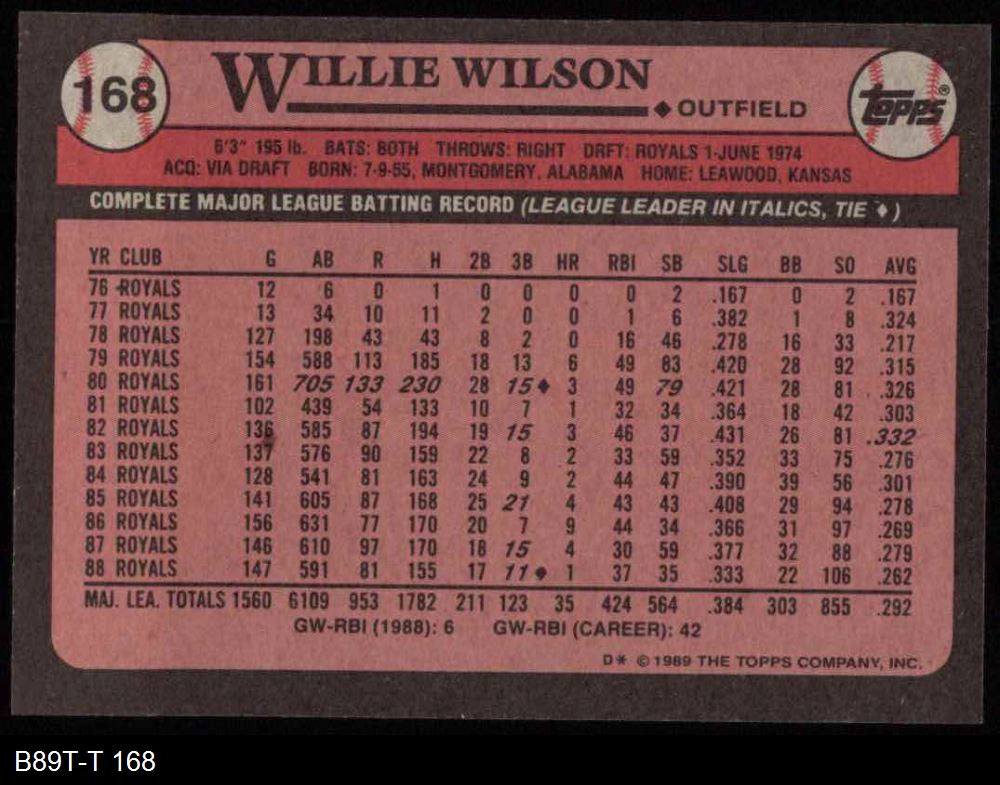 168
WILLIE WILSON
◆ OUTFIELD
TOPPS®
6'3" 195 lb. BATS: BOTH THROWS: RIGHT DRFT: ROYALS 1-JUNE 1974
ACQ: VIA DRAFT BORN: 7-9-55, MONTGOMERY, ALABAMA HOME: LEAWOOD, KANSAS
COMPLETE MAJOR LEAGUE BATTING RECORD (LEAGUE LEADER IN ITALICS, TIE ♦)
YR CLUB G AB R H 2B 3B HR RBI SB SLG BB SO AVG
76 ROYALS 12 6 0 1 0 0 0 0 2 .167 0 2 .167
77 ROYALS 13 34 10 11 2 0 0 1 6 .382 1 8 .324
78 ROYALS 127 198 43 43 8 2 0 16 46 .278 16 33 .217
79 ROYALS 154 588 113 185 18 13 6 49 83 .420 28 92 .315
80 ROYALS 161 705 133 230 28 15♦ 3 49 79 .421 28 81 .326
81 ROYALS 102 439 54 133 10 7 1 32 34 .364 18 42 .303
82 ROYALS 136 585 87 194 19 15 3 46 37 .431 26 81 .332
83 ROYALS 137 576 90 159 22 8 2 33 59 .352 33 75 .276
84 ROYALS 128 541 81 163 24 9 2 44 47 .390 39 56 .301
85 ROYALS 141 605 87 168 25 21 4 43 43 .408 29 94 .278
86 ROYALS 156 631 77 170 20 7 9 44 34 .366 31 97 .269
87 ROYALS 146 610 97 170 18 15 4 30 59 .377 32 88 .279
88 ROYALS 147 591 81 155 17 11♦ 1 37 35 .333 22 106 .262
MAJ. LEA. TOTALS 1560 6109 953 1782 211 123 35 424 564 .384 303 855 .292
GW-RBI (1988): 6 GW-RBI (CAREER): 42
D* © 1989 THE TOPPS COMPANY, INC.
B89T-T 168